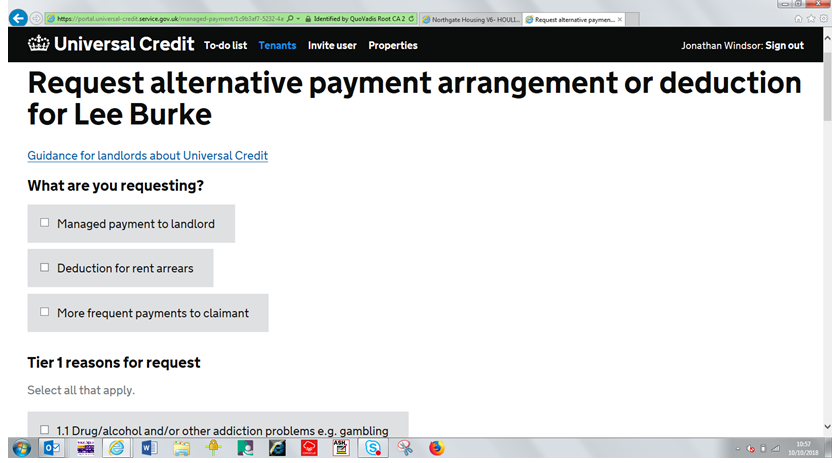 https://portal.universal-credit.service.gov.uk/managed-payment/
Identified by QuoVadis Root CA 2
Northgate Housing V6- HOULI...
Request alternative paymen...
Universal Credit To-do list Tenants Invite user Properties Jonathan Windsor: Sign out
Request alternative payment arrangement or deduction
for Lee Burke
Guidance for landlords about Universal Credit
What are you requesting?
Managed payment to landlord
Deduction for rent arrears
More frequent payments to claimant
Tier 1 reasons for request
Select all that apply.
1.1 Drug/alcohol and/or other addiction problems e.g. gambling
10:57
10/10/2018